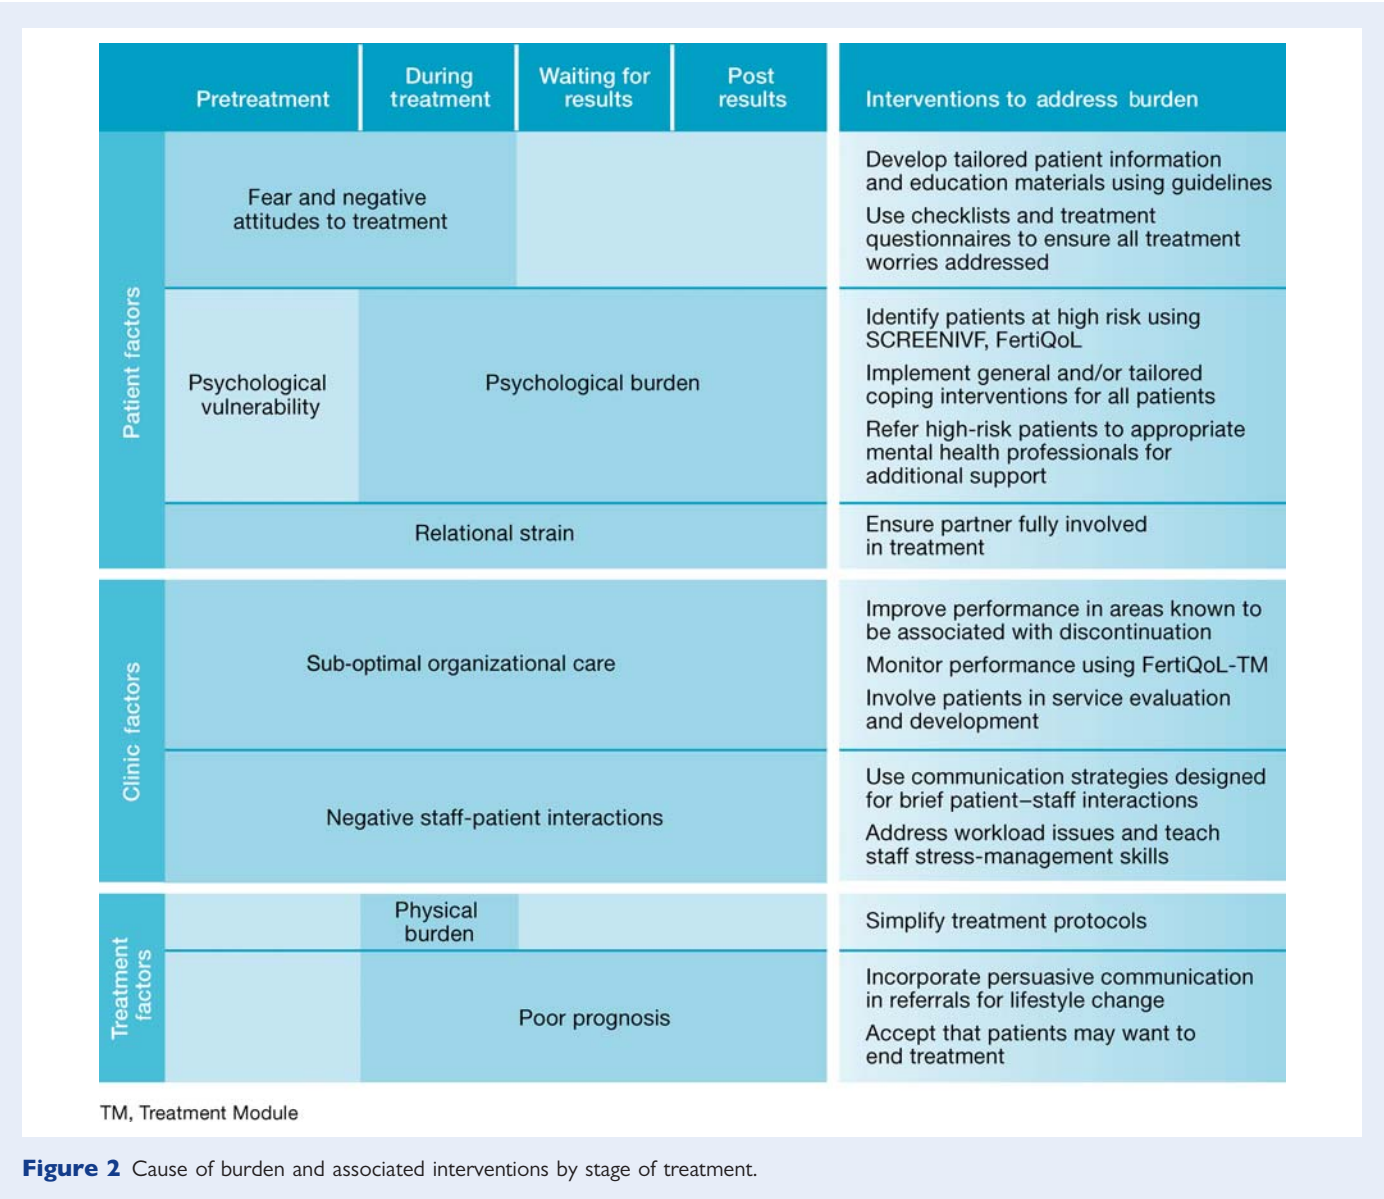 Pretreatment
During
treatment
Waiting for
results
Post
results
Interventions to address burden
Patient factors
Fear and negative
attitudes to treatment
Develop tailored patient information
and education materials using guidelines
Use checklists and treatment
questionnaires to ensure all treatment
worries addressed
Psychological
vulnerability
Psychological burden
Identify patients at high risk using
SCREENIVF, FertiQoL
Implement general and/or tailored
coping interventions for all patients
Refer high-risk patients to appropriate
mental health professionals for
additional support
Relational strain
Ensure partner fully involved
in treatment
Clinic factors
Sub-optimal organizational care
Improve performance in areas known to
be associated with discontinuation
Monitor performance using FertiQoL-TM
Involve patients in service evaluation
and development
Negative staff-patient interactions
Use communication strategies designed
for brief patient–staff interactions
Address workload issues and teach
staff stress-management skills
Treatment
factors
Physical
burden
Simplify treatment protocols
Poor prognosis
Incorporate persuasive communication
in referrals for lifestyle change
Accept that patients may want to
end treatment
TM, Treatment Module
Figure 2 Cause of burden and associated interventions by stage of treatment.